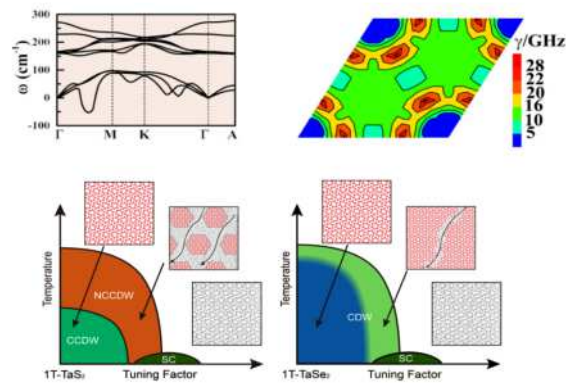 300
200
100
0
-100
ω (cm⁻¹)
Γ M K Γ A
γ/GHz
28
22
20
16
10
5
Temperature
NCCDW
CCDW
SC
1T-TaS₂ Tuning Factor
Temperature
CDW
SC
1T-TaSe₂ Tuning Factor